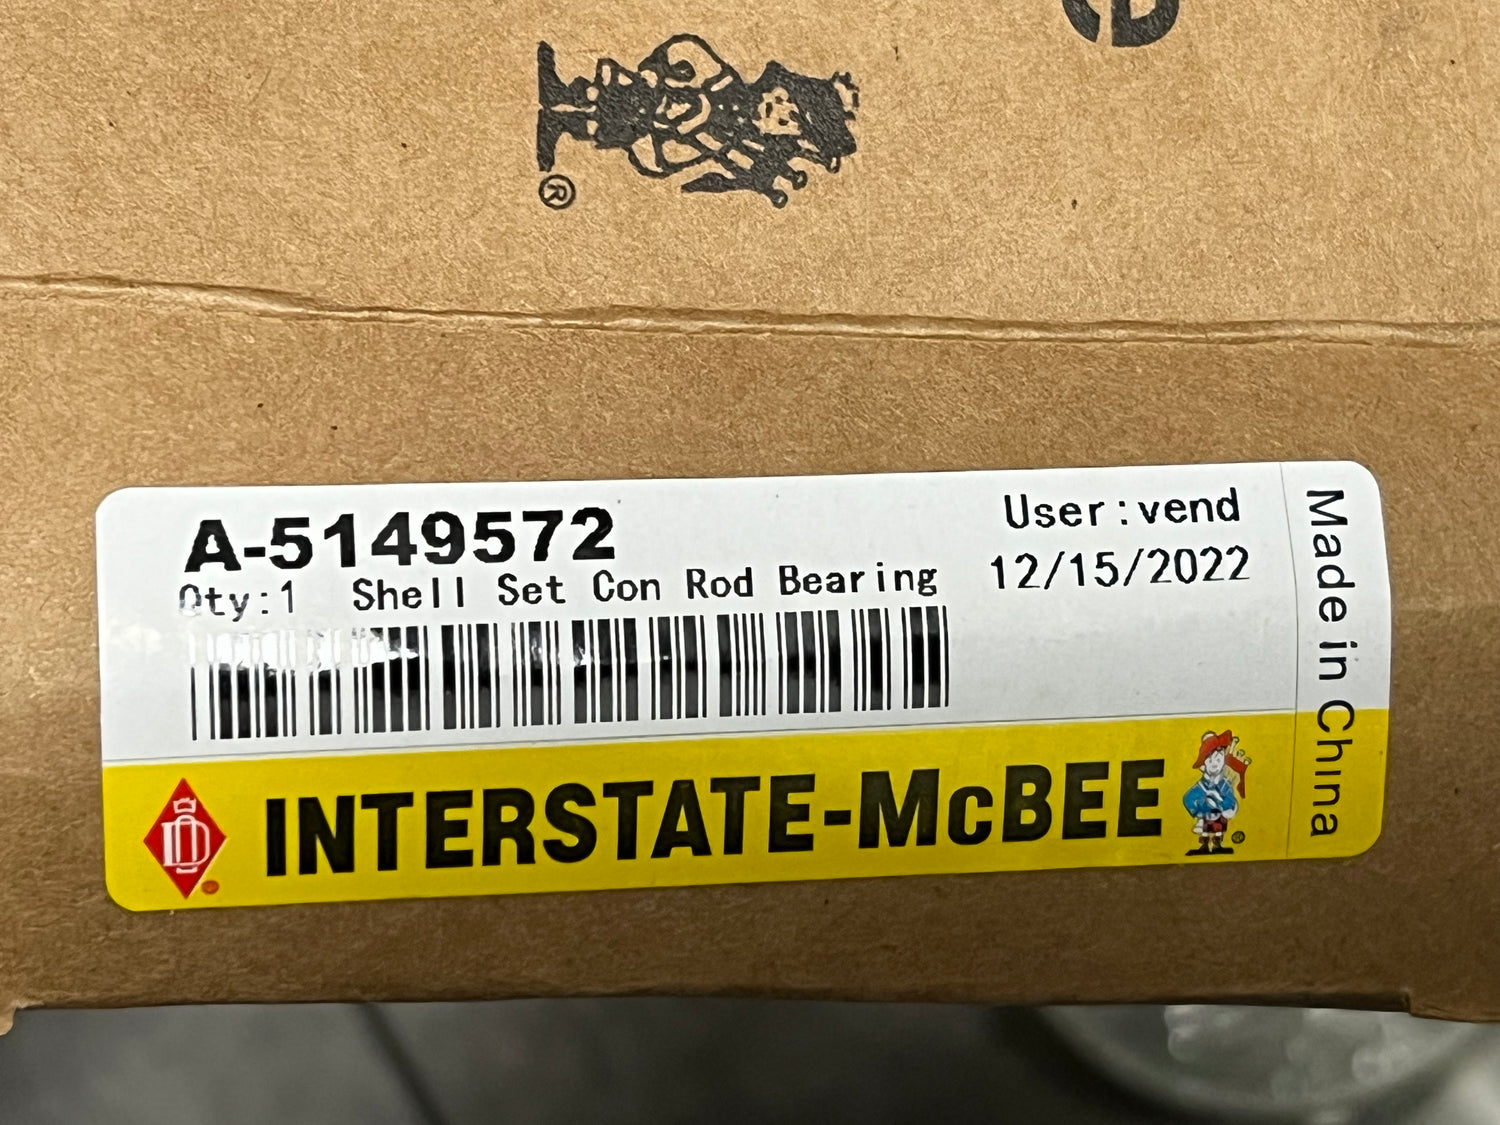 ®
A-5149572
Qty:1 Shell Set Con Rod Bearing
User:vend
12/15/2022
Made in China
INTERSTATE-McBEE